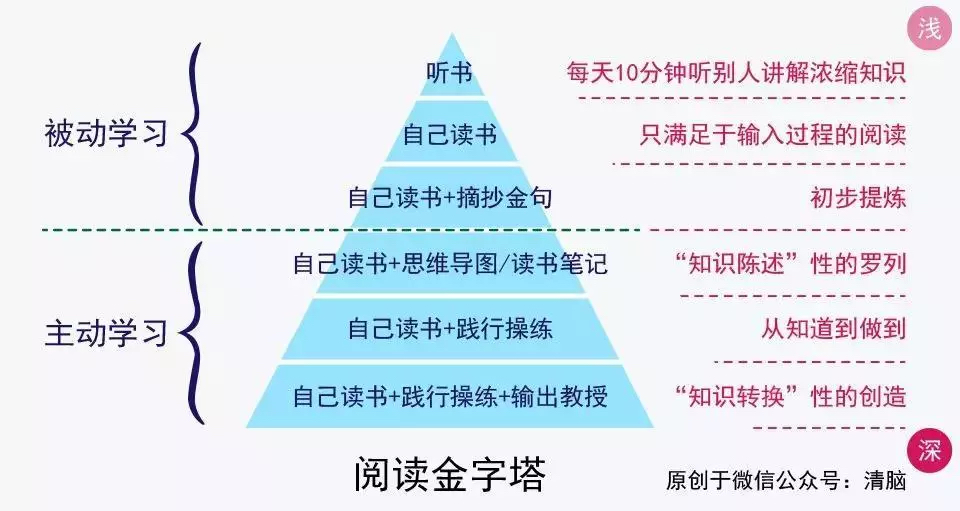 浅
听书
每天10分钟听别人讲解浓缩知识
被动学习
自己读书
只满足于输入过程的阅读
自己读书+摘抄金句
初步提炼
自己读书+思维导图/读书笔记
“知识陈述”性的罗列
主动学习
自己读书+践行操练
从知道到做到
自己读书+践行操练+输出教授
“知识转换”性的创造
深
阅读金字塔
原创于微信公众号：清脑